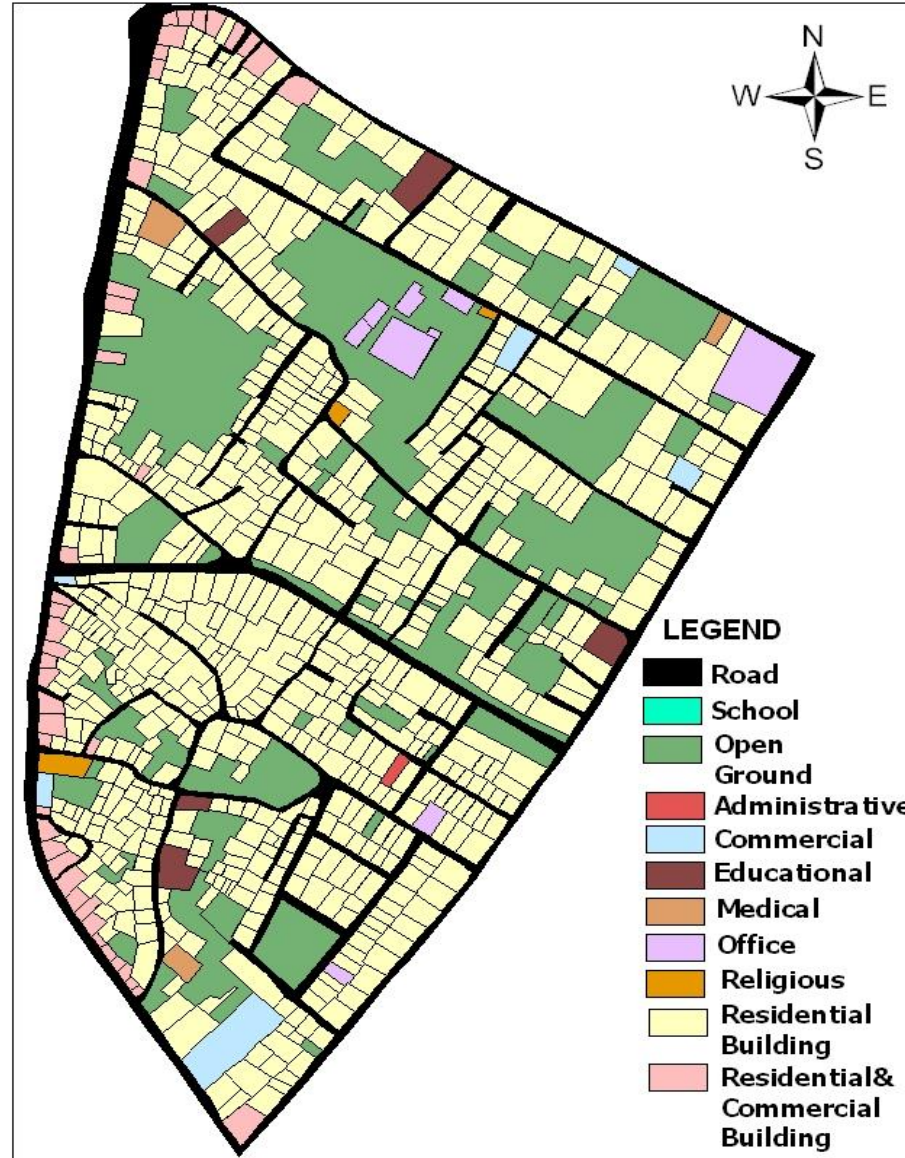 N
W E
S
LEGEND
Road
School
Open
Ground
Administrative
Commercial
Educational
Medical
Office
Religious
Residential
Building
Residential&
Commercial
Building